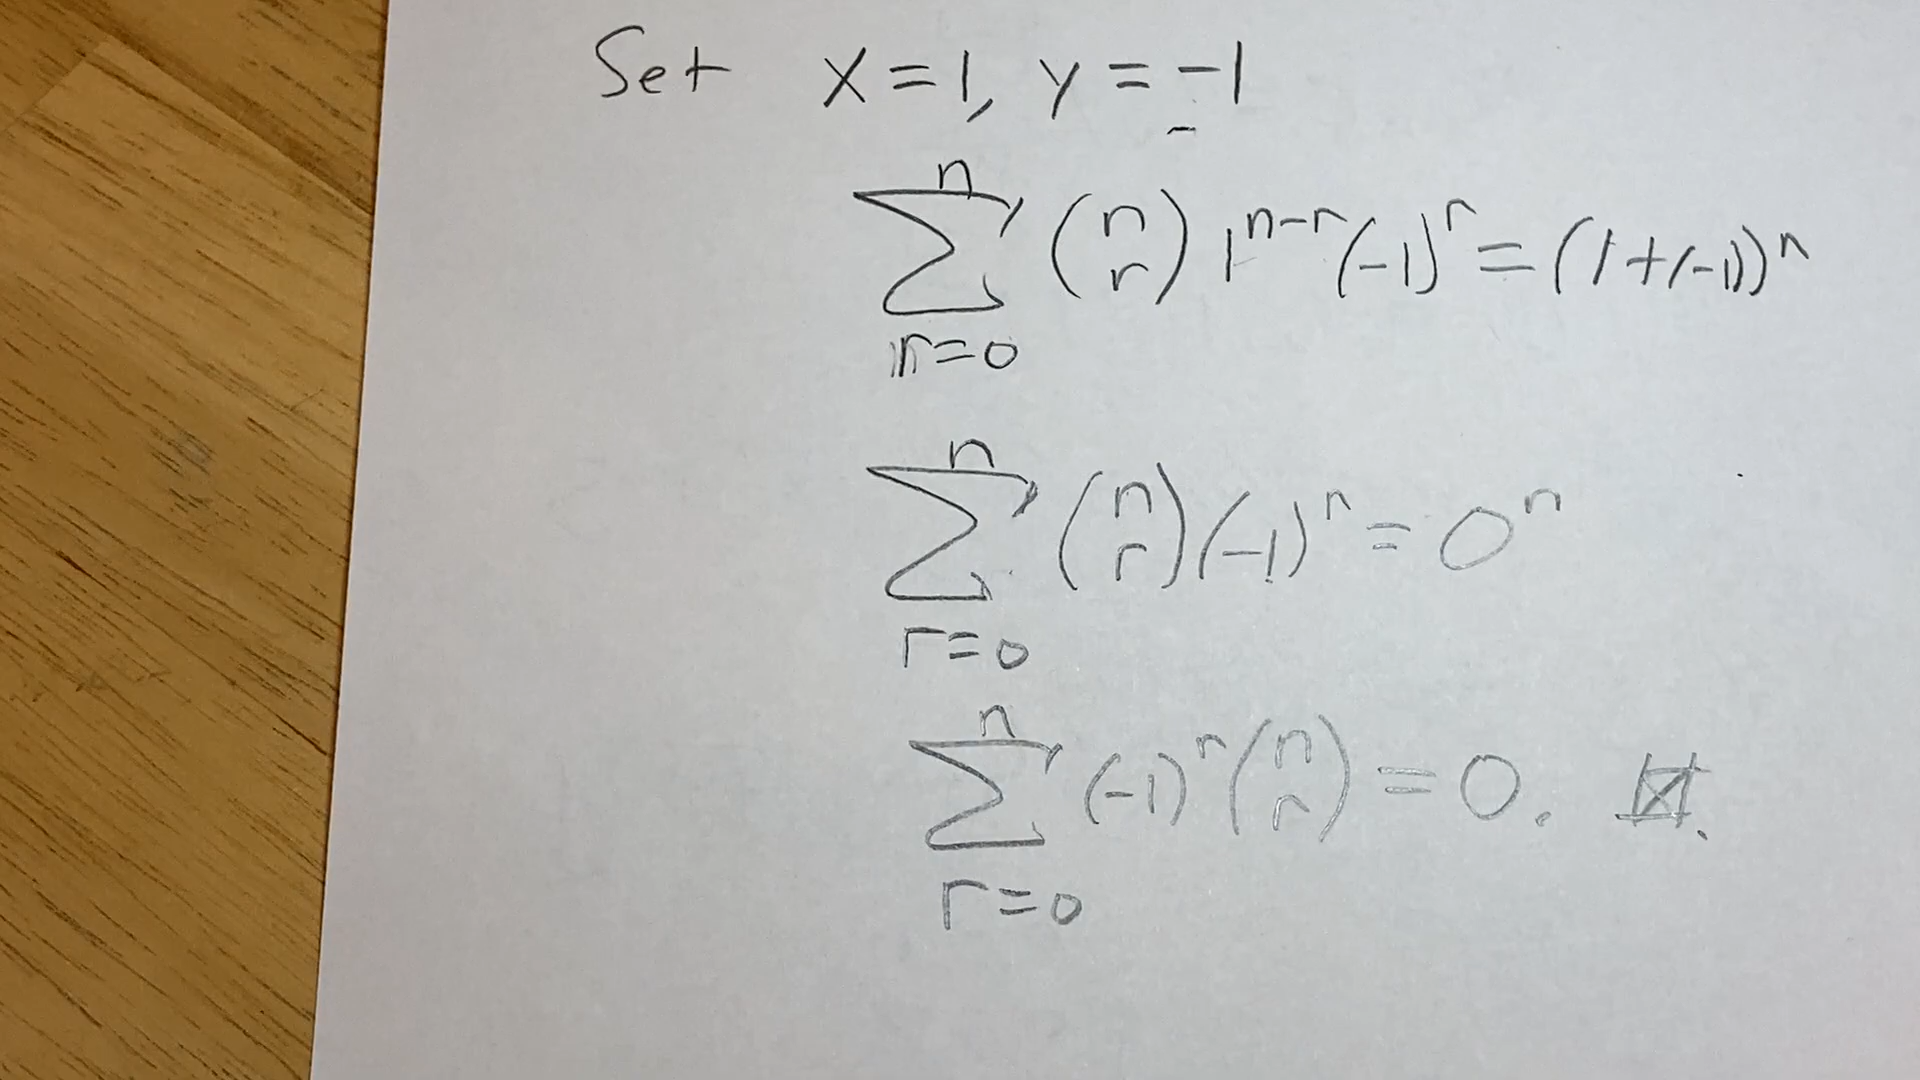 Set x = 1, y = -1
n
∑ (n r) 1^{n-r} (-1)^r = (1+(-1))^n
r=0
n
∑ (n r) (-1)^r = 0^n
r=0
n
∑ (-1)^r (n r) = 0.
r=0